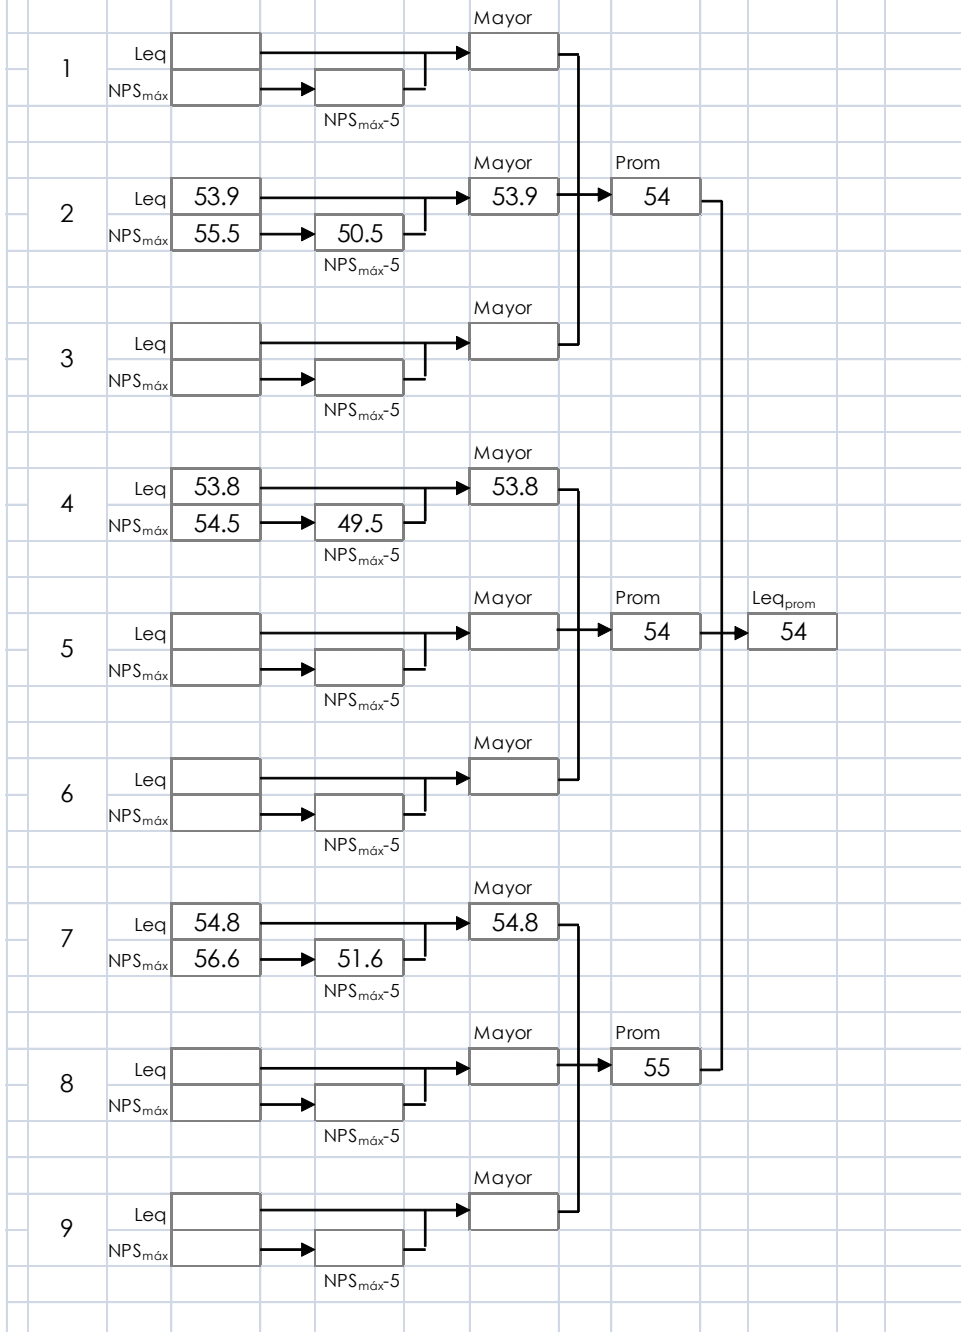 Mayor
1 Leq
NPSmáx
NPSmáx-5
Mayor Prom
2 Leq 53.9 53.9 54
NPSmáx 55.5 50.5
NPSmáx-5
Mayor
3 Leq
NPSmáx
NPSmáx-5
Mayor
4 Leq 53.8 53.8
NPSmáx 54.5 49.5
NPSmáx-5
Mayor Prom Leqprom
5 Leq 54 54
NPSmáx
NPSmáx-5
Mayor
6 Leq
NPSmáx
NPSmáx-5
Mayor
7 Leq 54.8 54.8
NPSmáx 56.6 51.6
NPSmáx-5
Mayor Prom
8 Leq 55
NPSmáx
NPSmáx-5
Mayor
9 Leq
NPSmáx
NPSmáx-5